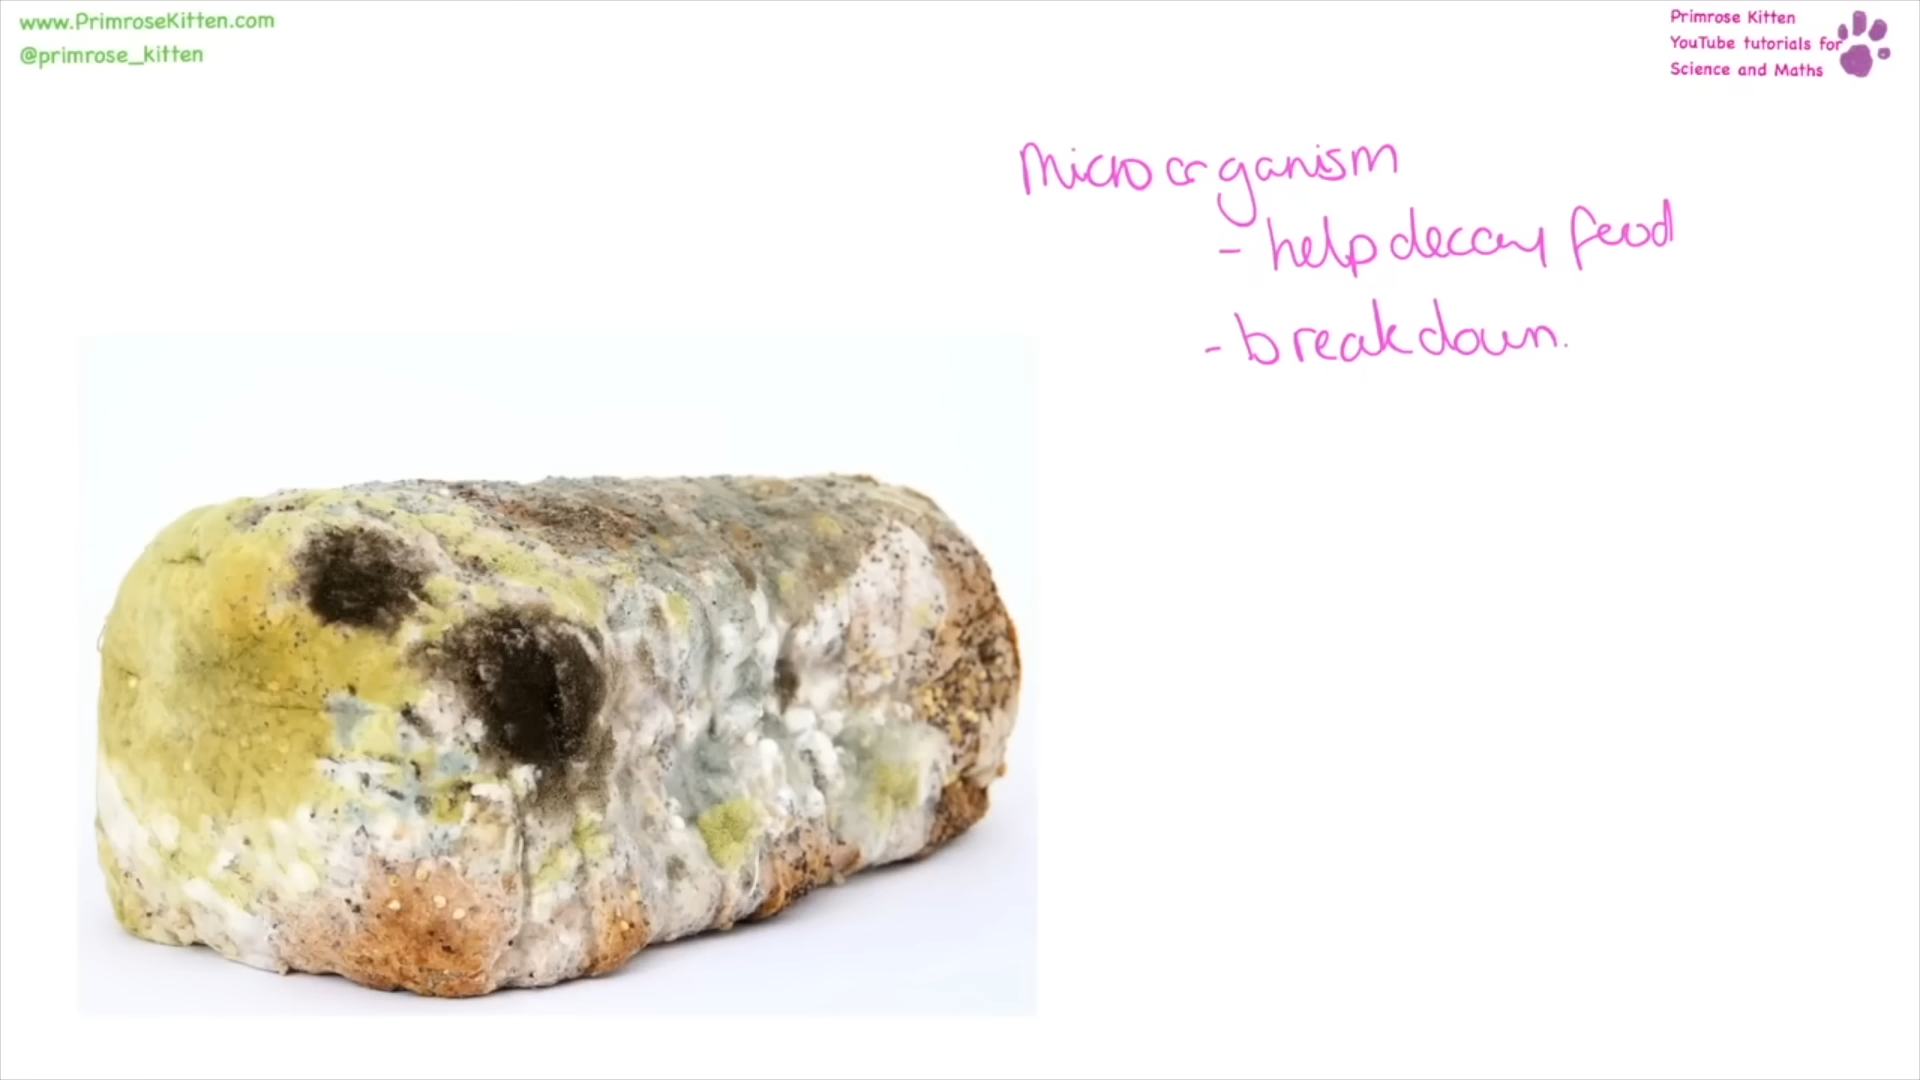 www.PrimroseKitten.com
@primrose_kitten
Primrose Kitten
YouTube tutorials for
Science and Maths
Microorganism
- help decay food
- breakdown.